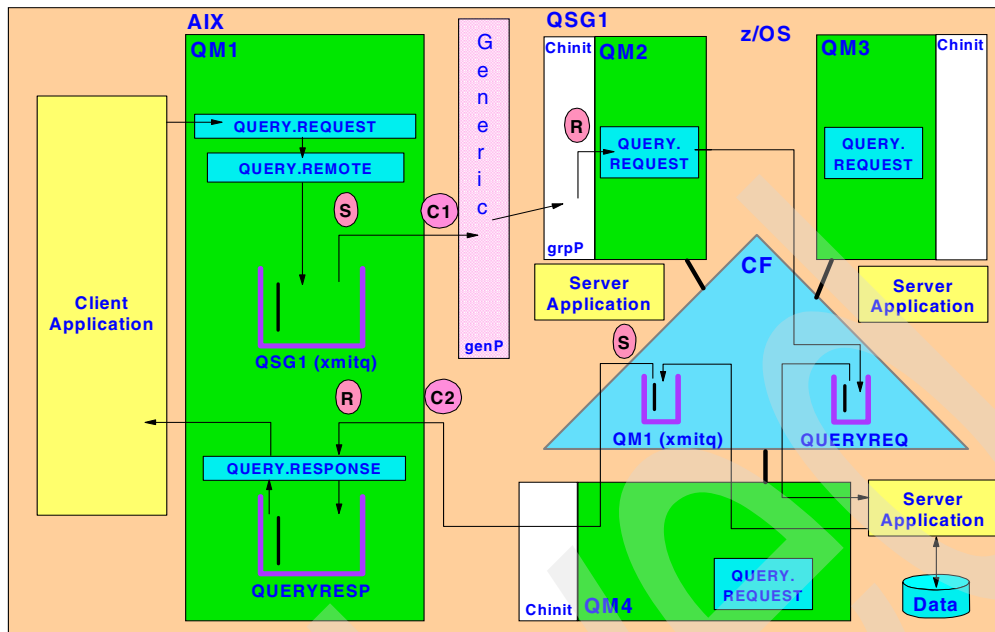 AIX
QSG1
z/OS
QM1
Generic
genP
Chinit
QM2
QM3
Chinit
QUERY.REQUEST
QUERY.REMOTE
R
QUERY.
REQUEST
QUERY.
REQUEST
S
C1
grpP
CF
Client
Application
Server
Application
Server
Application
QSG1 (xmitq)
S
R
C2
QM1 (xmitq)
QUERYREQ
QUERY.RESPONSE
QUERYRESP
Server
Application
QUERY.
REQUEST
Chinit
QM4
Data